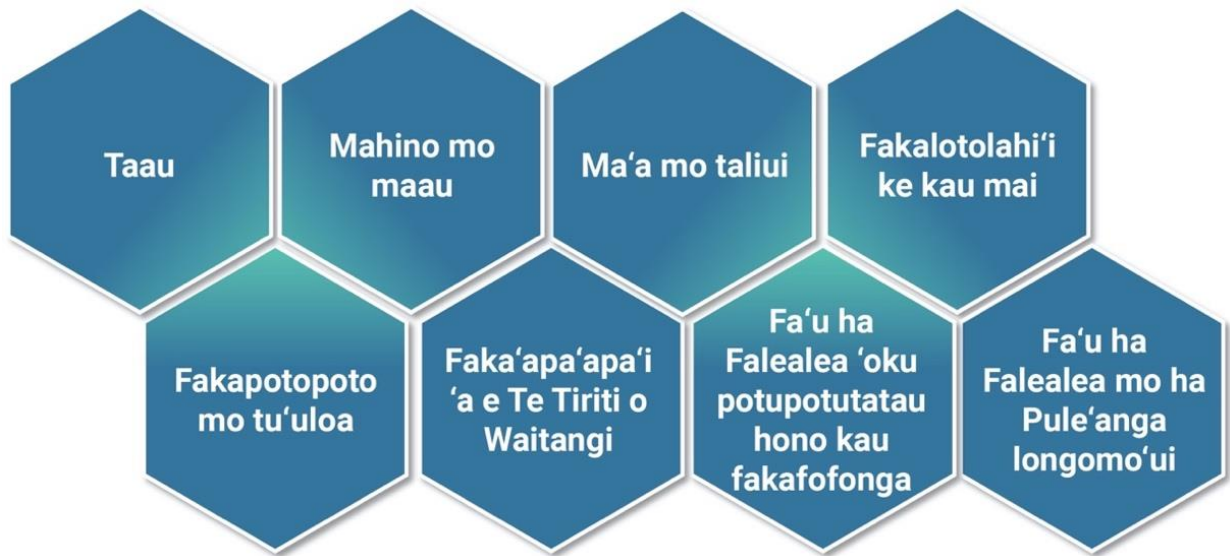 Taau
Mahino mo
maau
Maʻa mo taliui
Fakalotolahiʻi
ke kau mai
Fakapotopoto
mo tuʻuloa
Fakaʻapaʻapaʻi
ʻa e Te Tiriti o
Waitangi
Faʻu ha
Falealea ʻoku
potupotutatau
hono kau
fakafofonga
Faʻu ha
Falealea mo ha
Puleʻanga
longomoʻui